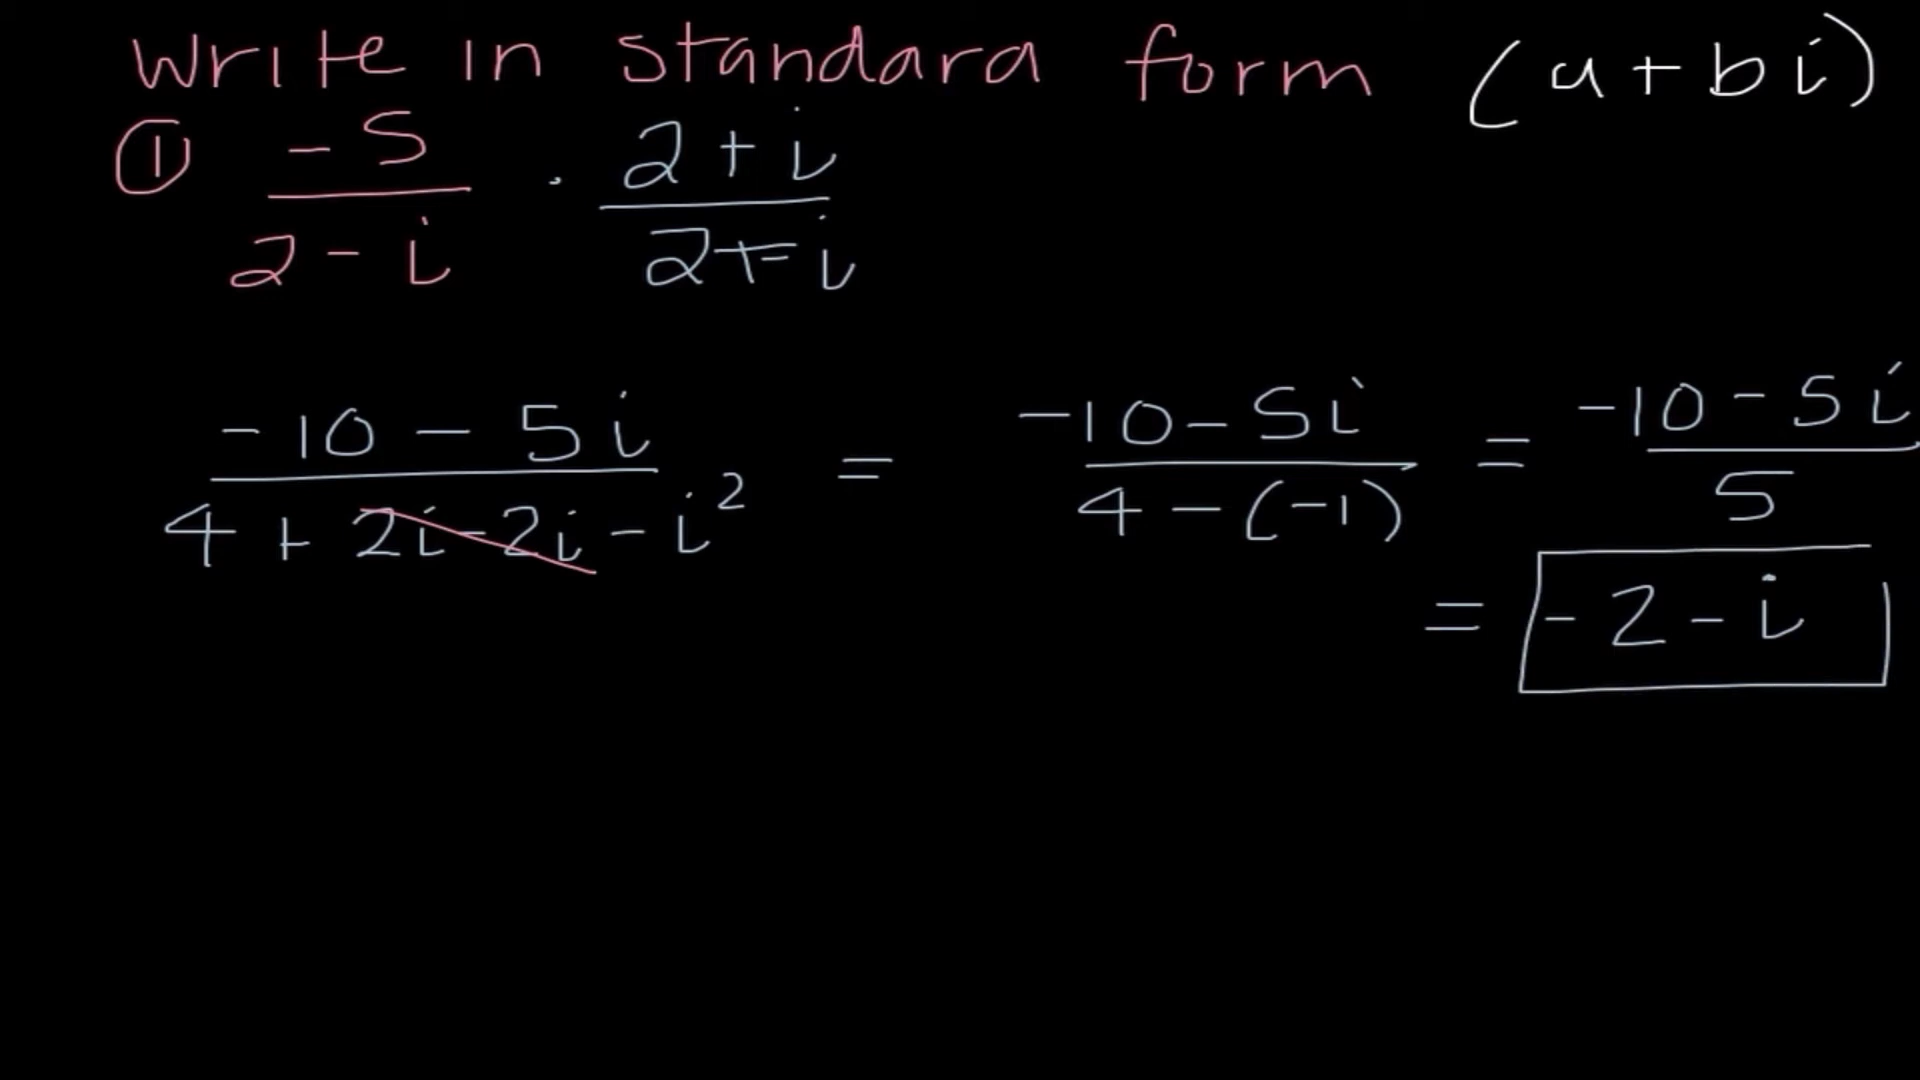 Write in standard form (a+bi)
① -5/(2-i) · (2+i)/(2+i)
(-10-5i)/(4+2i-2i-i²) = (-10-5i)/(4-(-1)) = (-10-5i)/5
= -2-i